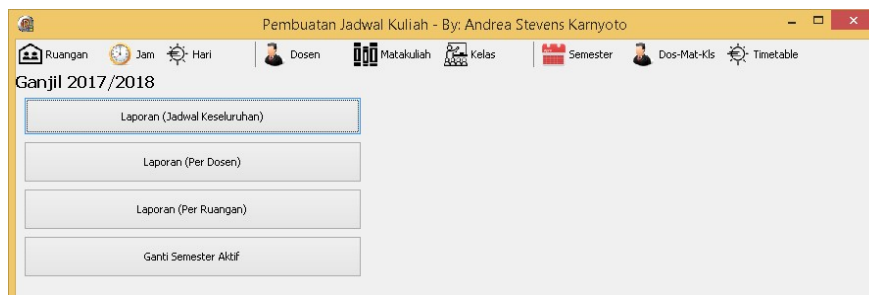 Pembuatan Jadwal Kuliah - By: Andrea Stevens Karnyoto
Ruangan Jam Hari Dosen Matakuliah Kelas Semester Dos-Mat-Kls Timetable
Ganjil 2017/2018
Laporan (Jadwal Keseluruhan)
Laporan (Per Dosen)
Laporan (Per Ruangan)
Ganti Semester Aktif